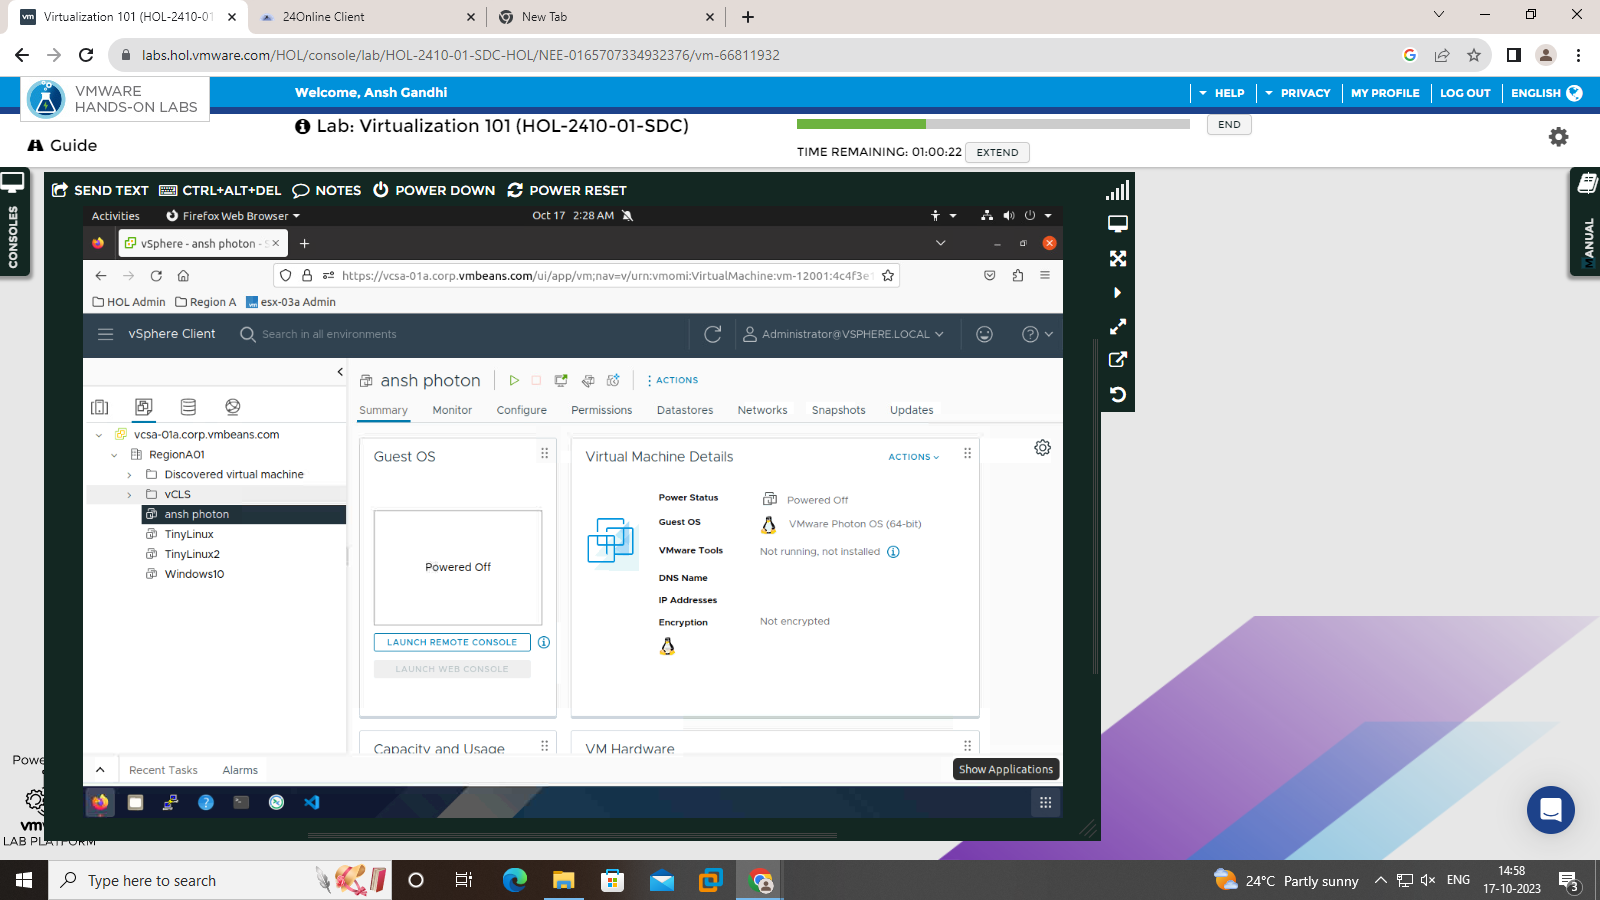 Virtualization 101 (HOL-2410-01
24Online Client
New Tab
labs.hol.vmware.com/HOL/console/lab/HOL-2410-01-SDC-HOL/NEE-0165707334932376/vm-66811932
VMWARE
HANDS-ON LABS
Welcome, Ansh Gandhi
HELP
PRIVACY
MY PROFILE
LOG OUT
ENGLISH
Lab: Virtualization 101 (HOL-2410-01-SDC)
END
Guide
TIME REMAINING: 01:00:22
EXTEND
CONSOLES
MANUAL
SEND TEXT
CTRL+ALT+DEL
NOTES
POWER DOWN
POWER RESET
Activities
Firefox Web Browser
Oct 17 2:28 AM
vSphere - ansh photon - S
https://vcsa-01a.corp.vmbeans.com/ui/app/vm;nav=v/urn:vmomi:VirtualMachine:vm-12001:4c4f3e1
HOL Admin
Region A
esx-03a Admin
vSphere Client
Search in all environments
Administrator@VSPHERE.LOCAL
ansh photon
ACTIONS
Summary
Monitor
Configure
Permissions
Datastores
Networks
Snapshots
Updates
vcsa-01a.corp.vmbeans.com
RegionA01
Discovered virtual machine
vCLS
ansh photon
TinyLinux
TinyLinux2
Windows10
Guest OS
Powered Off
LAUNCH REMOTE CONSOLE
LAUNCH WEB CONSOLE
Virtual Machine Details
ACTIONS
Power Status
Powered Off
Guest OS
VMware Photon OS (64-bit)
VMware Tools
Not running, not installed
DNS Name
IP Addresses
Encryption
Not encrypted
Capacity and Usage
VM Hardware
Recent Tasks
Alarms
Show Applications
Powe
vmw
LAB PLATFORM
Type here to search
24°C Partly sunny
ENG
14:58
17-10-2023
3